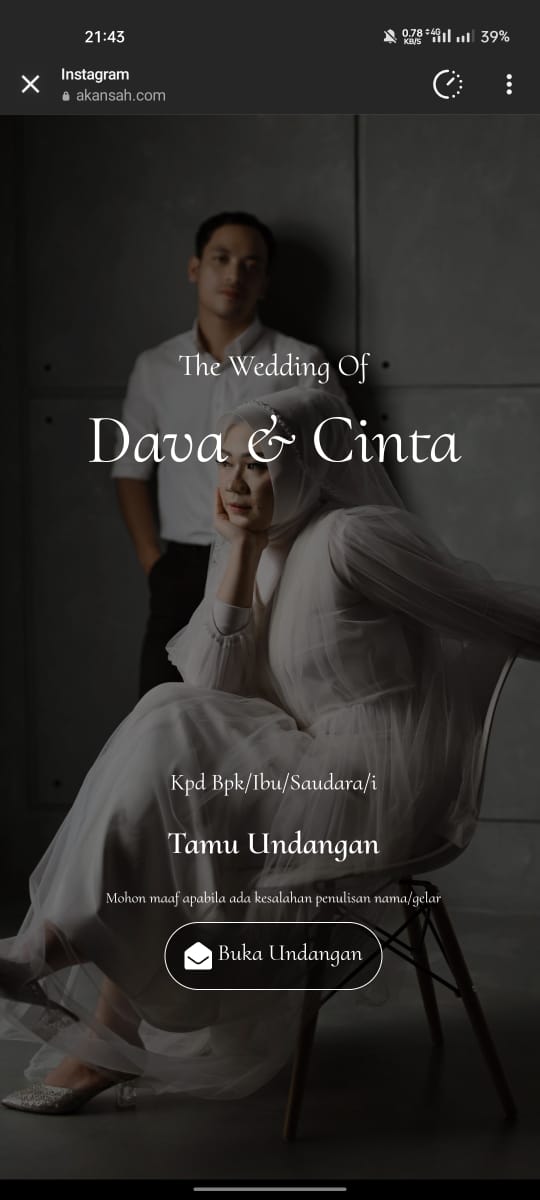 21:43
0.78 KB/S 4G 39%
Instagram
akansah.com
The Wedding Of
Dava & Cinta
Kpd Bpk/Ibu/Saudara/i
Tamu Undangan
Mohon maaf apabila ada kesalahan penulisan nama/gelar
Buka Undangan